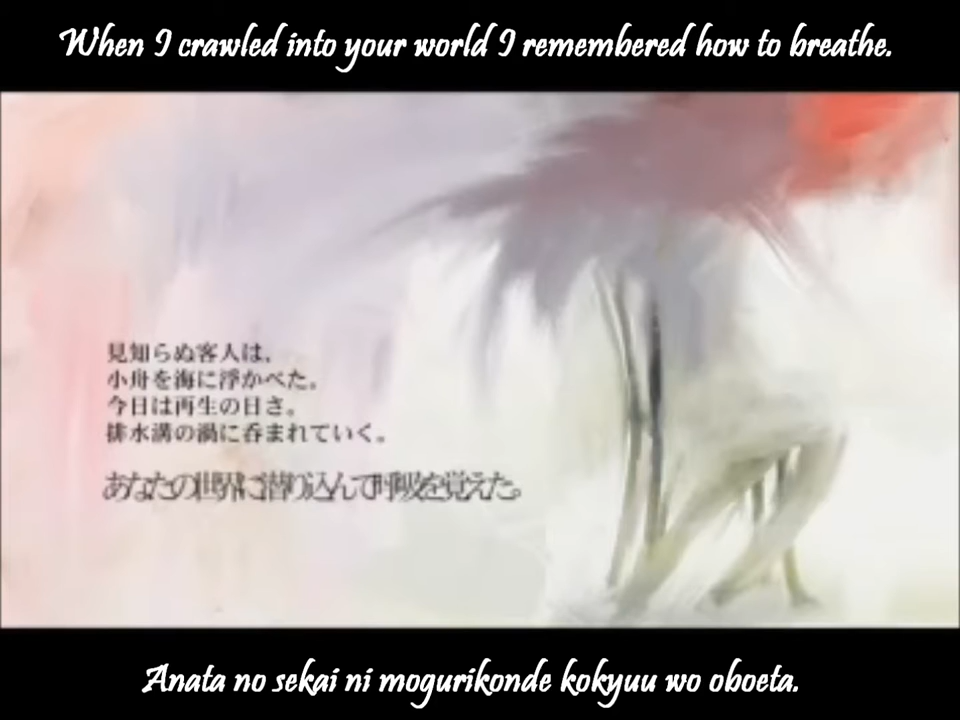 When I crawled into your world I remembered how to breathe.
見知らぬ客人は、
小舟を海に浮かべた。
今日は再生の日さ。
排水溝の渦に呑まれていく。
あなたの世界に潜り込んで呼吸を覚えた。
Anata no sekai ni mogurikonde kokyuu wo oboeta.